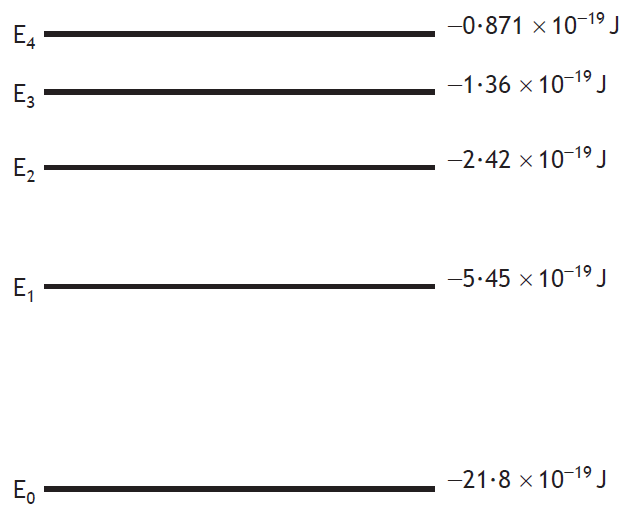 E₄ −0·871 × 10⁻¹⁹ J
E₃ −1·36 × 10⁻¹⁹ J
E₂ −2·42 × 10⁻¹⁹ J
E₁ −5·45 × 10⁻¹⁹ J
E₀ −21·8 × 10⁻¹⁹ J